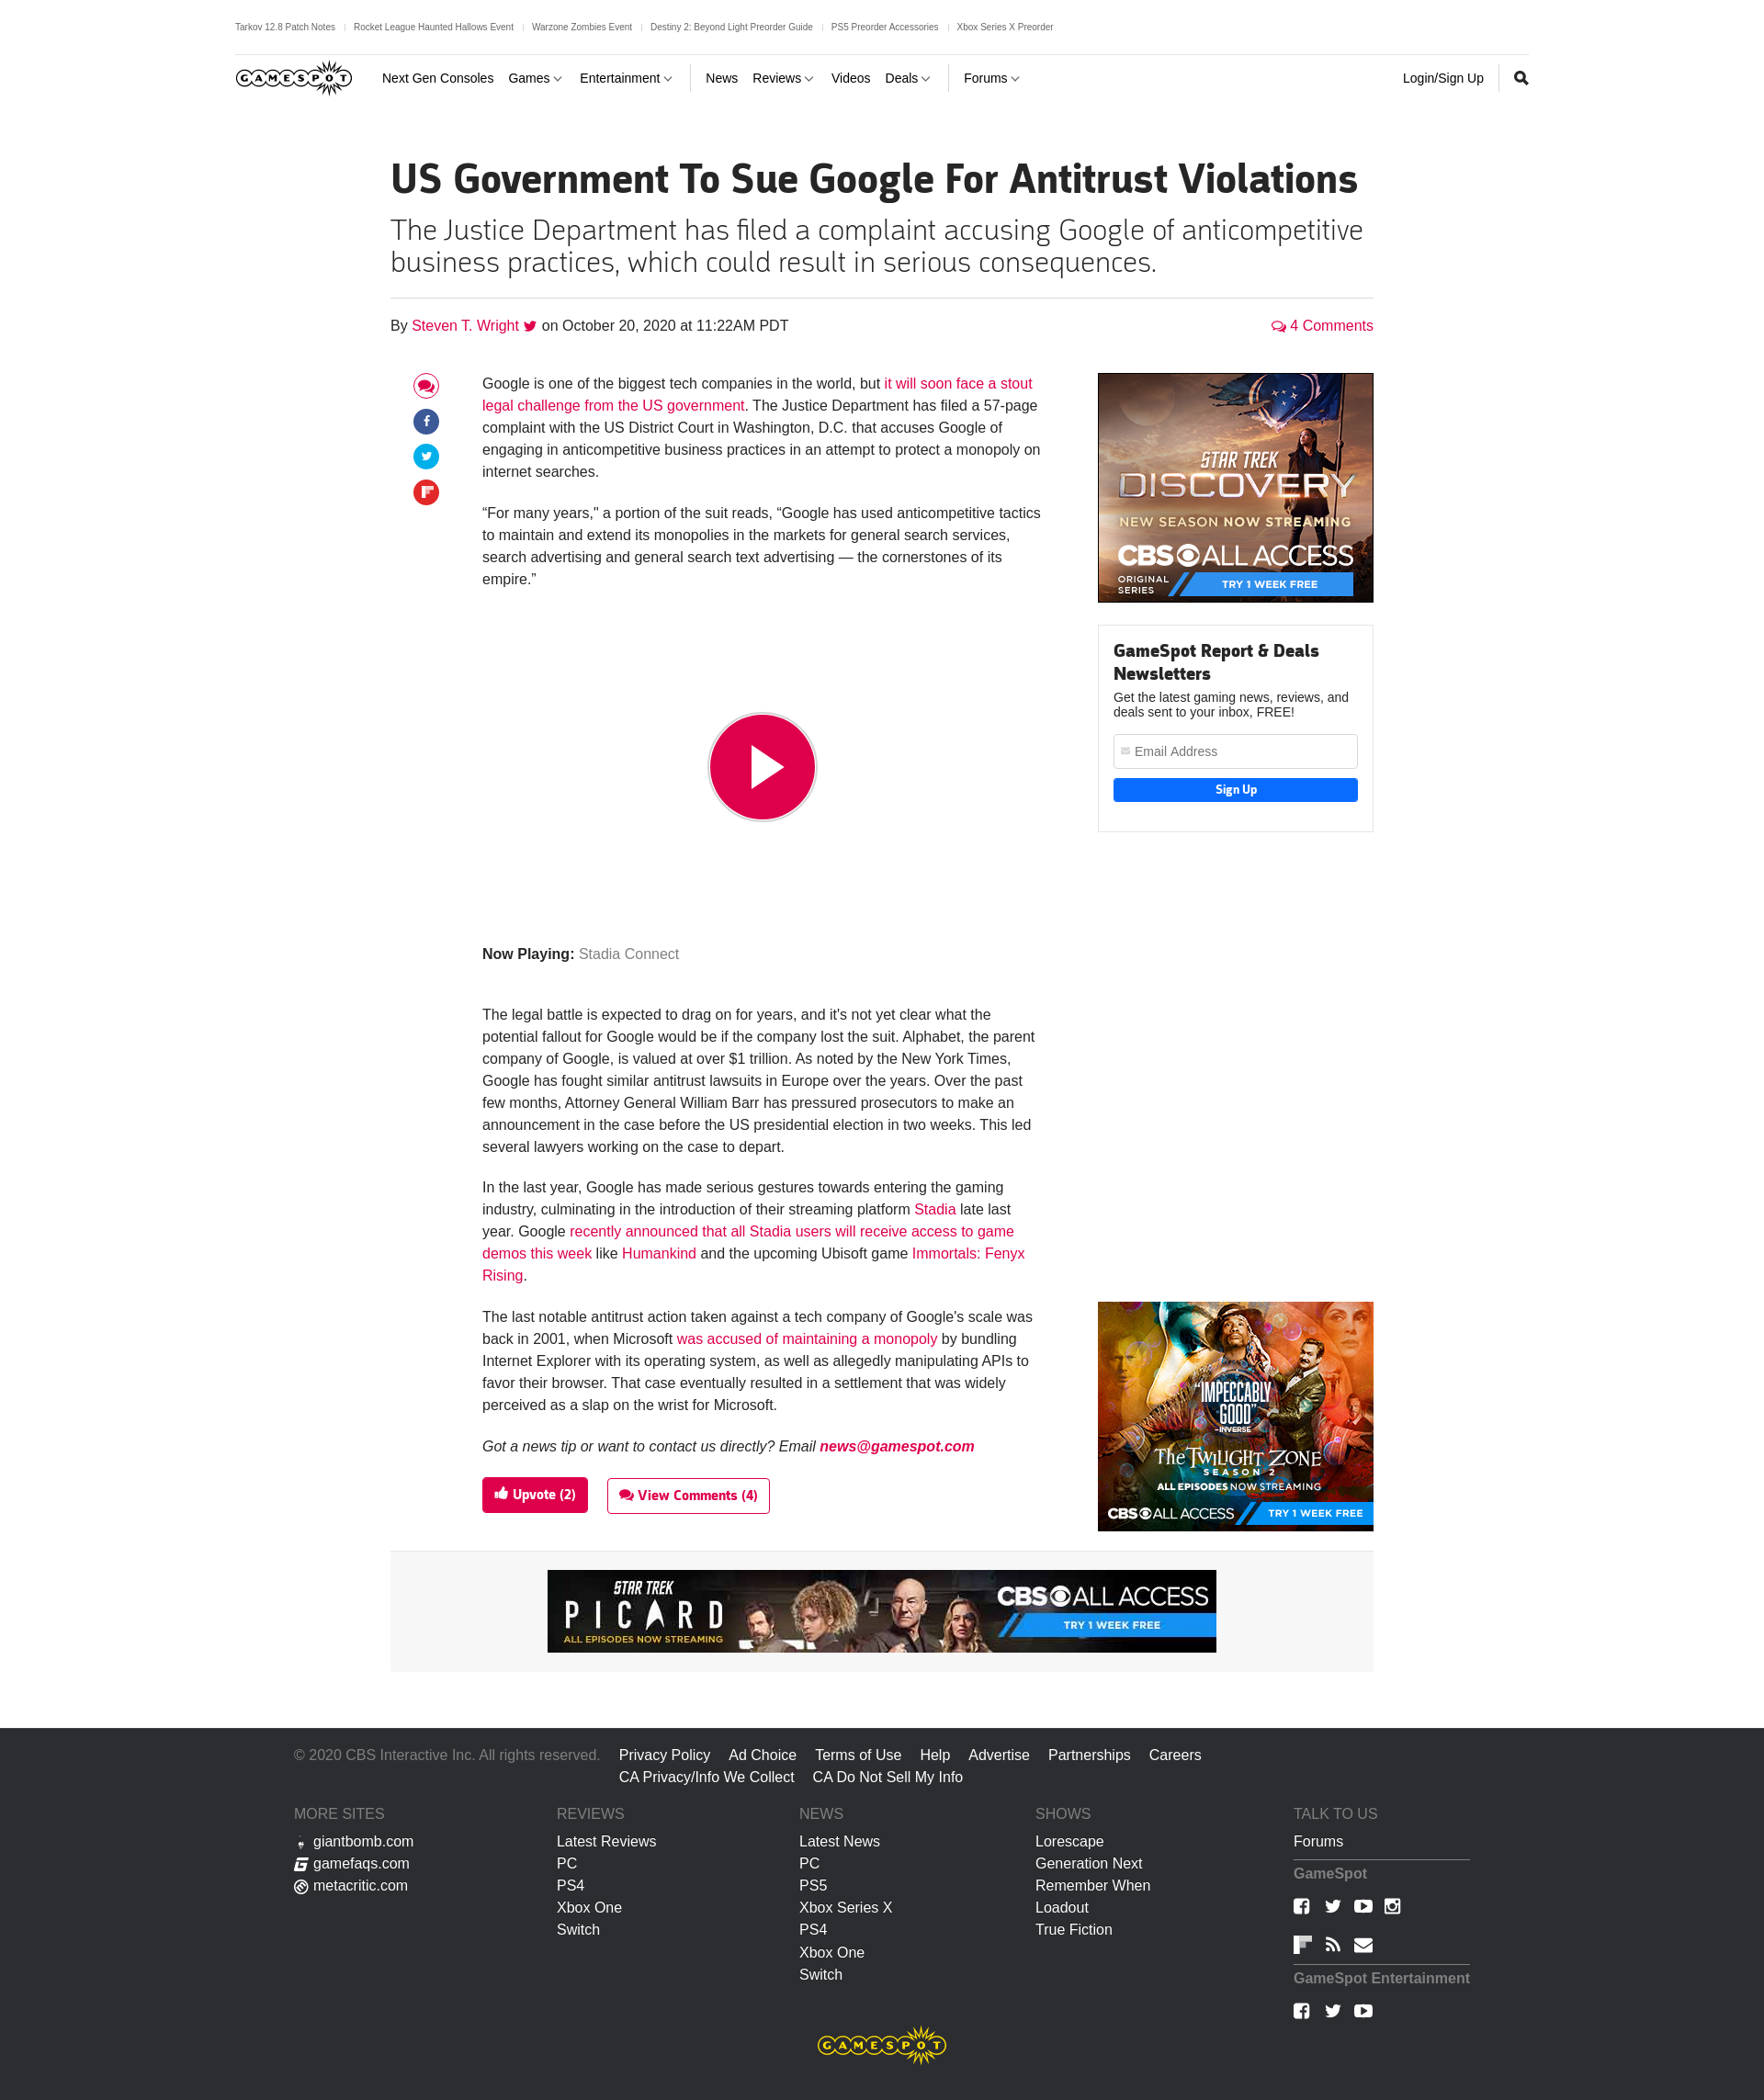 Tarkov 12.8 Patch Notes | Rocket League Haunted Hallows Event | Warzone Zombies Event | Destiny 2: Beyond Light Preorder Guide | PS5 Preorder Accessories | Xbox Series X Preorder
GAMESPOT Next Gen Consoles Games Entertainment News Reviews Videos Deals Forums Login/Sign Up
US Government To Sue Google For Antitrust Violations
The Justice Department has filed a complaint accusing Google of anticompetitive
business practices, which could result in serious consequences.
By Steven T. Wright on October 20, 2020 at 11:22AM PDT
4 Comments
Google is one of the biggest tech companies in the world, but it will soon face a stout
legal challenge from the US government. The Justice Department has filed a 57-page
complaint with the US District Court in Washington, D.C. that accuses Google of
engaging in anticompetitive business practices in an attempt to protect a monopoly on
internet searches.
“For many years," a portion of the suit reads, “Google has used anticompetitive tactics
to maintain and extend its monopolies in the markets for general search services,
search advertising and general search text advertising — the cornerstones of its
empire.”
STAR TREK
DISCOVERY
NEW SEASON NOW STREAMING
CBS ALL ACCESS
ORIGINAL
SERIES
TRY 1 WEEK FREE
GameSpot Report & Deals
Newsletters
Get the latest gaming news, reviews, and
deals sent to your inbox, FREE!
Email Address
Sign Up
Now Playing: Stadia Connect
The legal battle is expected to drag on for years, and it's not yet clear what the
potential fallout for Google would be if the company lost the suit. Alphabet, the parent
company of Google, is valued at over $1 trillion. As noted by the New York Times,
Google has fought similar antitrust lawsuits in Europe over the years. Over the past
few months, Attorney General William Barr has pressured prosecutors to make an
announcement in the case before the US presidential election in two weeks. This led
several lawyers working on the case to depart.
In the last year, Google has made serious gestures towards entering the gaming
industry, culminating in the introduction of their streaming platform Stadia late last
year. Google recently announced that all Stadia users will receive access to game
demos this week like Humankind and the upcoming Ubisoft game Immortals: Fenyx
Rising.
The last notable antitrust action taken against a tech company of Google's scale was
back in 2001, when Microsoft was accused of maintaining a monopoly by bundling
Internet Explorer with its operating system, as well as allegedly manipulating APIs to
favor their browser. That case eventually resulted in a settlement that was widely
perceived as a slap on the wrist for Microsoft.
Got a news tip or want to contact us directly? Email news@gamespot.com
Upvote (2)
View Comments (4)
"IMPECCABLY
GOOD"
-INVERSE
THE TWILIGHT ZONE
SEASON 2
ALL EPISODES NOW STREAMING
CBS ALL ACCESS TRY 1 WEEK FREE
STAR TREK
PICARD
ALL EPISODES NOW STREAMING
CBS ALL ACCESS
TRY 1 WEEK FREE
© 2020 CBS Interactive Inc. All rights reserved. Privacy Policy Ad Choice Terms of Use Help Advertise Partnerships Careers
CA Privacy/Info We Collect CA Do Not Sell My Info
MORE SITES
giantbomb.com
gamefaqs.com
metacritic.com
REVIEWS
Latest Reviews
PC
PS4
Xbox One
Switch
NEWS
Latest News
PC
PS5
Xbox Series X
PS4
Xbox One
Switch
SHOWS
Lorescape
Generation Next
Remember When
Loadout
True Fiction
TALK TO US
Forums
GameSpot
GameSpot Entertainment
GAMESPOT